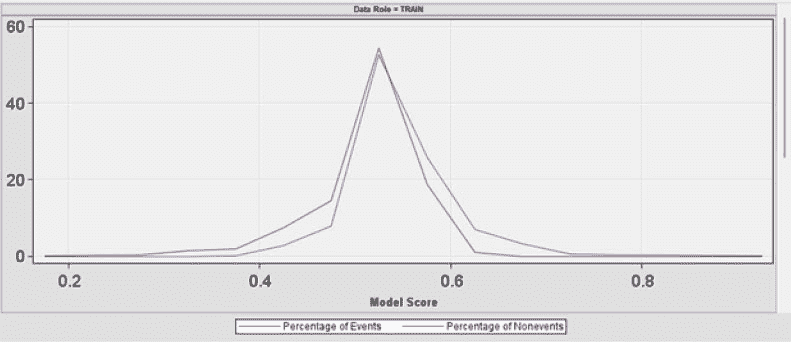 Data Role = TRAIN
60
40
20
0
0.2 0.4 0.6 0.8
Model Score
Percentage of Events Percentage of Nonevents